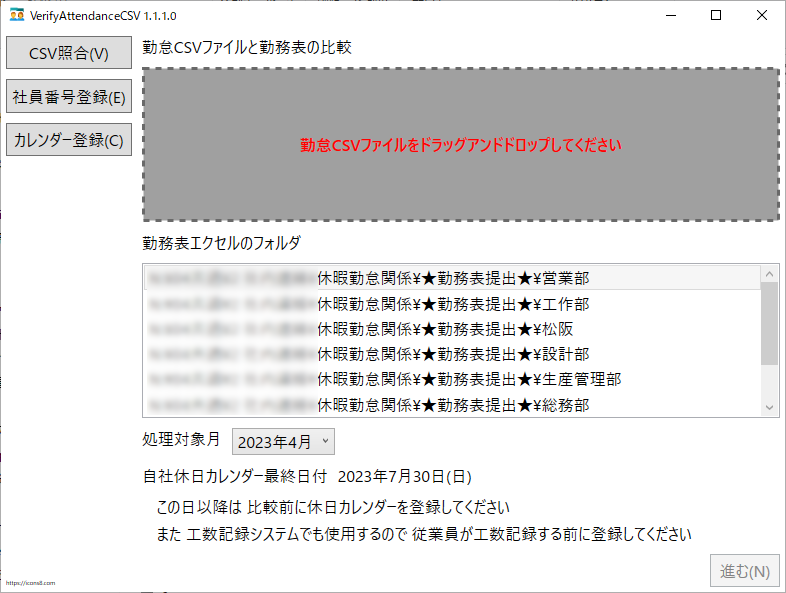 VerifyAttendanceCSV 1.1.1.0
CSV照合(V)
社員番号登録(E)
カレンダー登録(C)
勤怠CSVファイルと勤務表の比較
勤怠CSVファイルをドラッグアンドドロップしてください
勤務表エクセルのフォルダ
休暇勤怠関係¥★勤務表提出★¥営業部
休暇勤怠関係¥★勤務表提出★¥工作部
休暇勤怠関係¥★勤務表提出★¥松阪
休暇勤怠関係¥★勤務表提出★¥設計部
休暇勤怠関係¥★勤務表提出★¥生産管理部
休暇勤怠関係¥★勤務表提出★¥総務部
処理対象月 2023年4月
自社休日カレンダー最終日付 2023年7月30日(日)
この日以降は 比較前に休日カレンダーを登録してください
また 工数記録システムでも使用するので 従業員が工数記録する前に登録してください
進む(N)
https://icons8.com